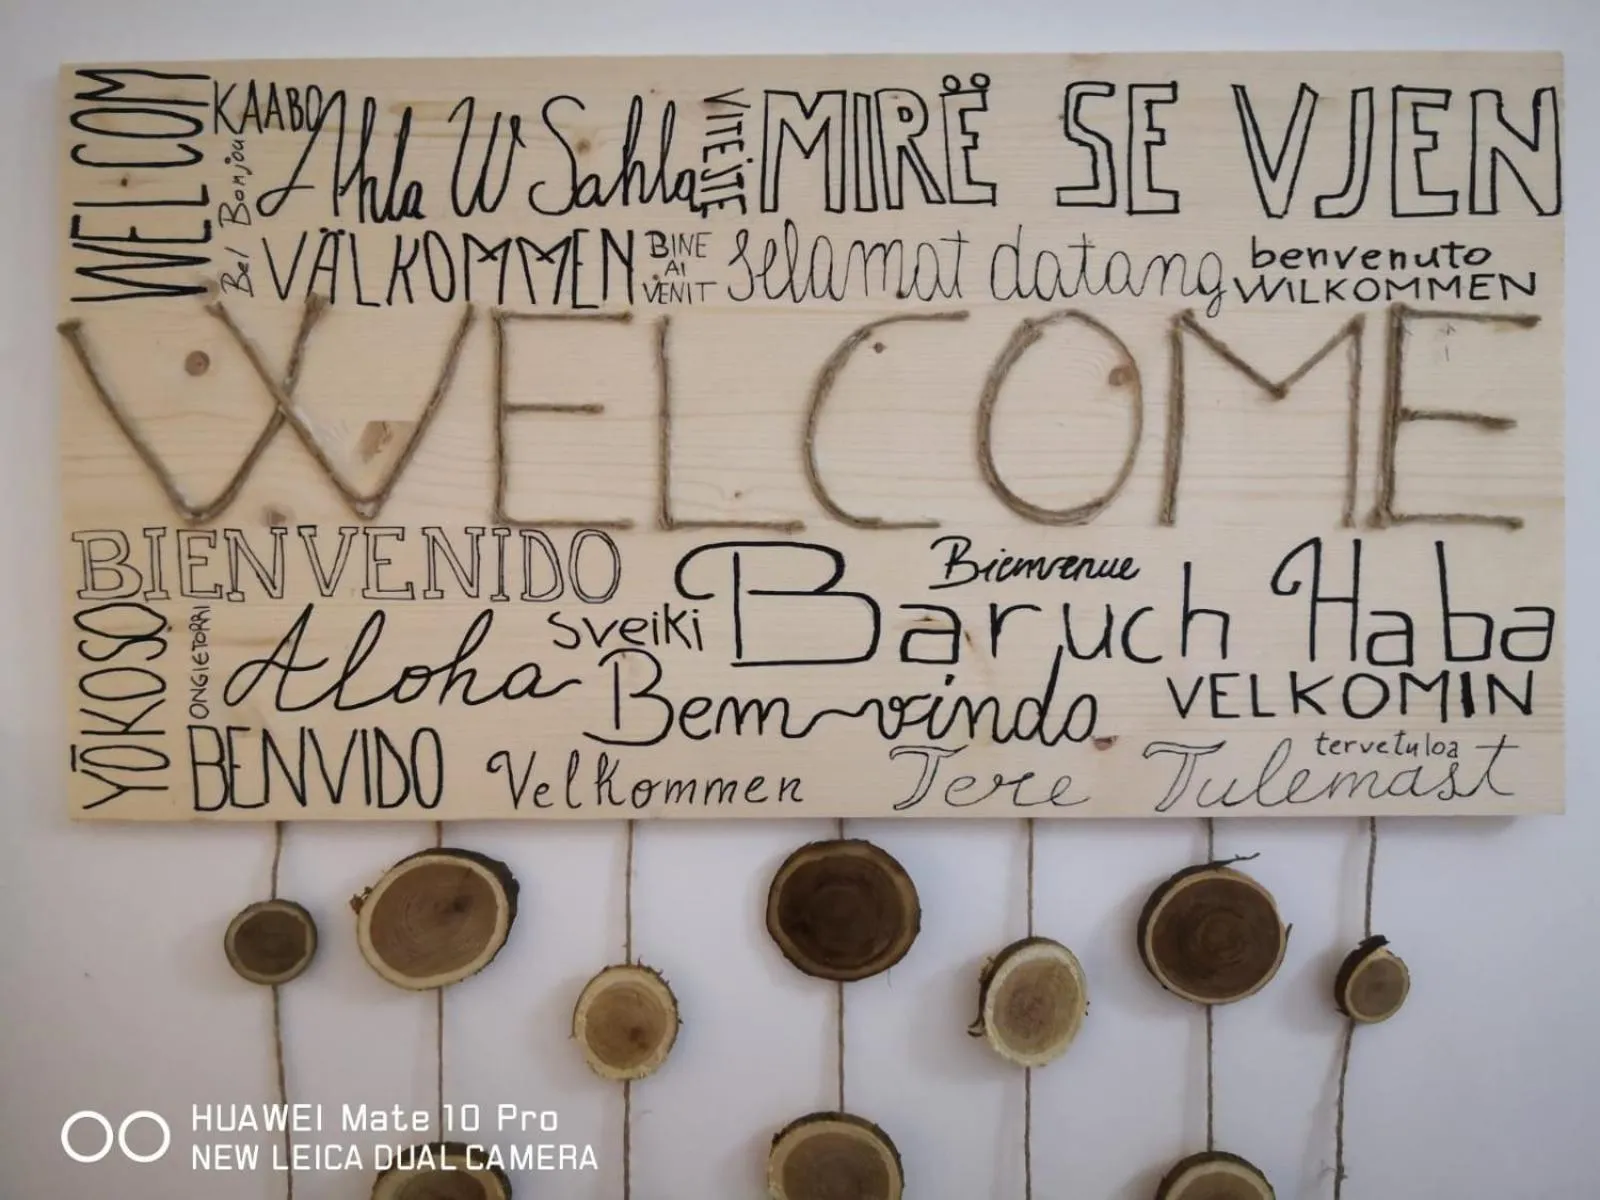 WELCOM
KAABO
Bel Bonjou
Ahla W Sahla
VITEJTE
MIRË SE VJEN
VÄLKOMMEN
BINE
AI
VENIT
selamat datang
benvenuto
WILKOMMEN
WELCOME
BIENVENIDO
Bienvenue
Baruch Haba
YŌKOSO
ONGIETORRI
Aloha
Sveiki
Bem-vindo
VELKOMIN
BENVIDO
Velkommen
Tere Tulemast
tervetuloa
HUAWEI Mate 10 Pro
NEW LEICA DUAL CAMERA